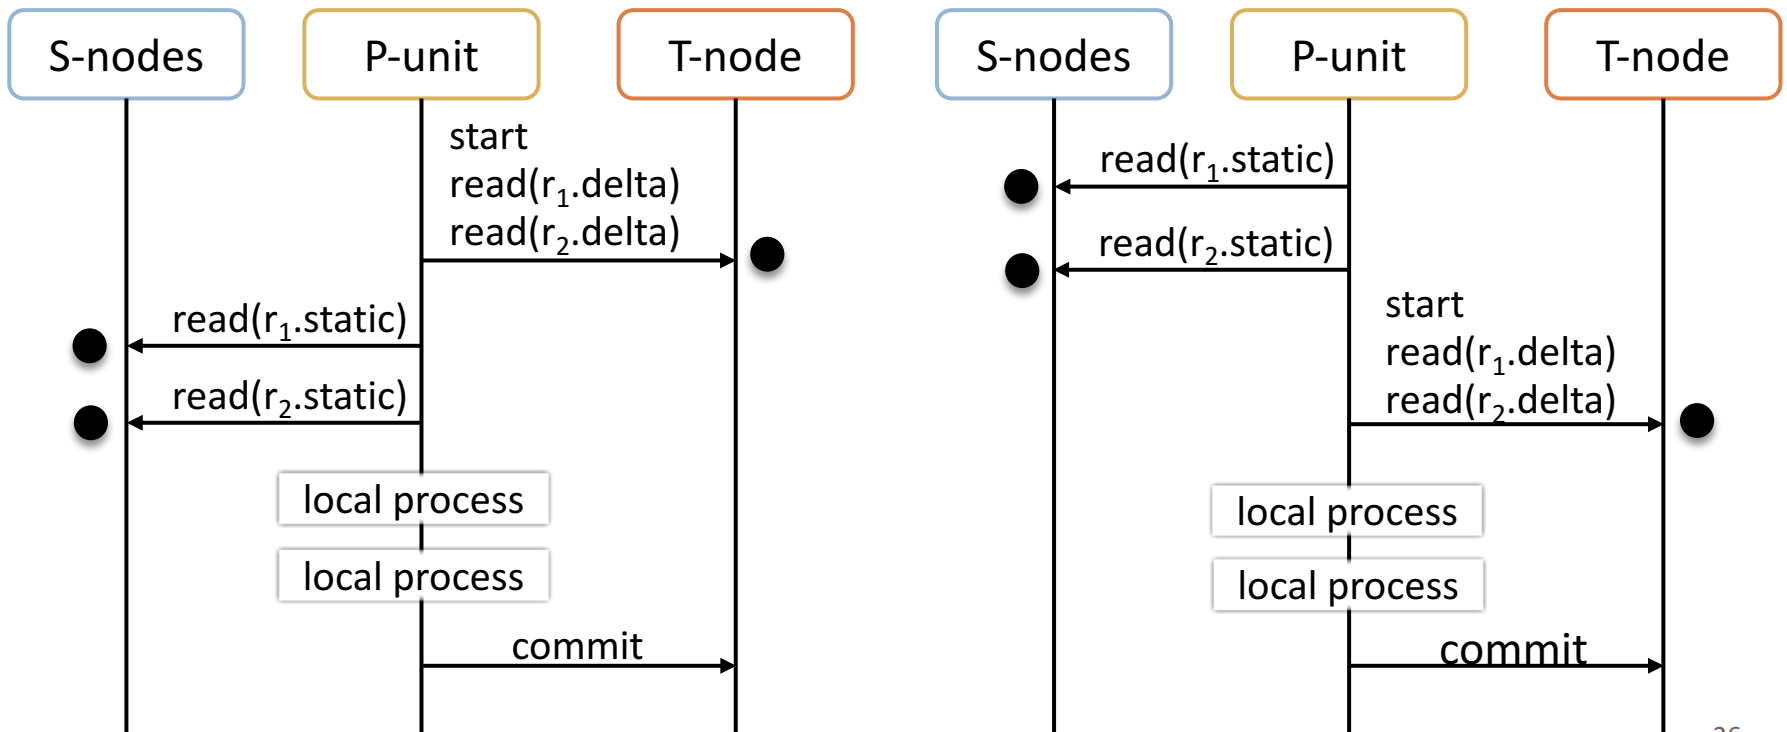 S-nodes
P-unit
T-node
start
read(r1.delta)
read(r2.delta)
read(r1.static)
read(r2.static)
local process
local process
commit
S-nodes
P-unit
T-node
read(r1.static)
read(r2.static)
start
read(r1.delta)
read(r2.delta)
local process
local process
commit